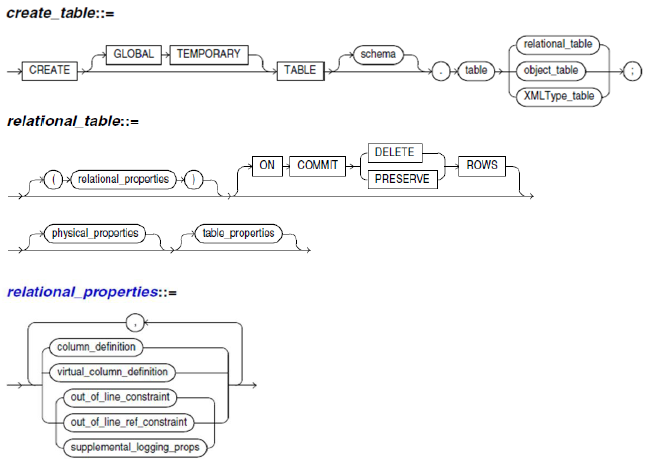 create_table::=
GLOBAL TEMPORARY schema relational_table
CREATE TABLE . table object_table ;
XMLType_table
relational_table::=
( relational_properties ) ON COMMIT DELETE ROWS
PRESERVE
physical_properties table_properties
relational_properties::=
,
column_definition
virtual_column_definition
out_of_line_constraint
out_of_line_ref_constraint
supplemental_logging_props